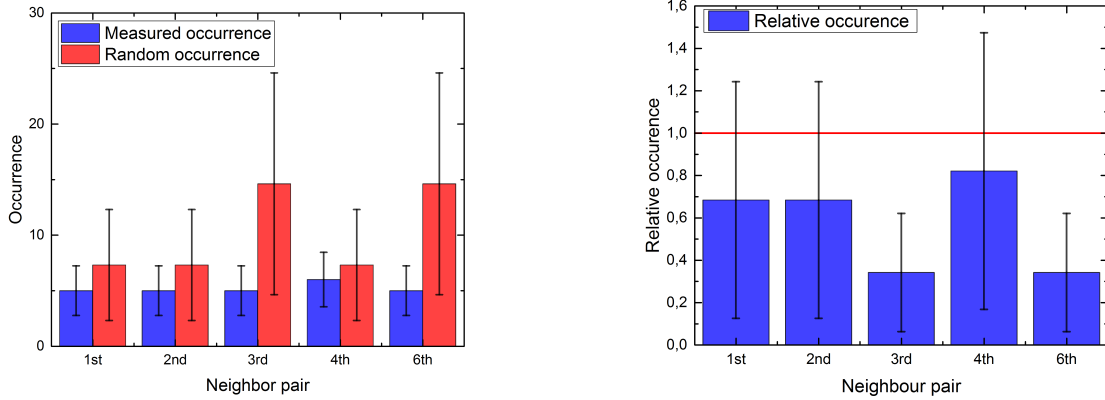 30
20
10
0
Occurrence
Measured occurrence
Random occurrence
1st 2nd 3rd 4th 6th
Neighbor pair
1,6
1,4
1,2
1,0
0,8
0,6
0,4
0,2
0,0
Relative occurence
Relative occurence
1st 2nd 3rd 4th 6th
Neighbour pair